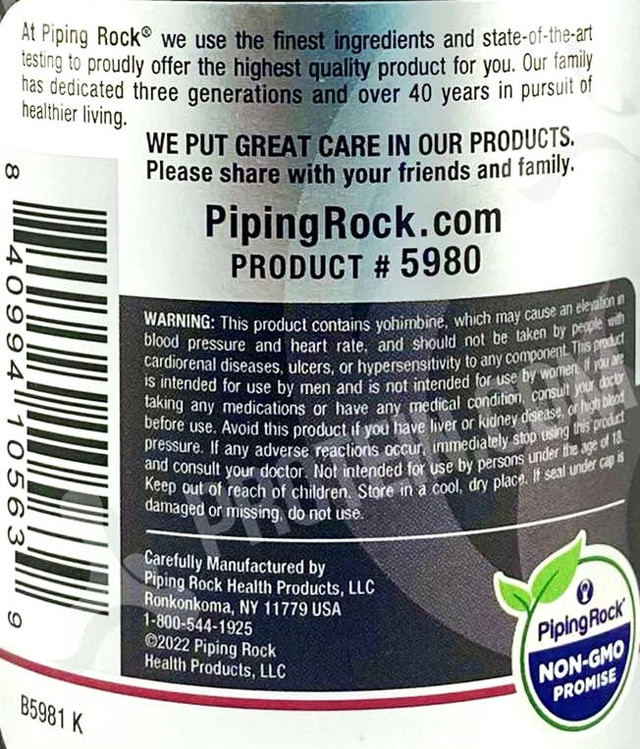 At Piping Rock® we use the finest ingredients and state-of-the-art
testing to proudly offer the highest quality product for you. Our family
has dedicated three generations and over 40 years in pursuit of
healthier living.
WE PUT GREAT CARE IN OUR PRODUCTS.
Please share with your friends and family.
PipingRock.com
PRODUCT # 5980
8 40994 10563 9
WARNING: This product contains yohimbine, which may cause an elevation in
blood pressure and heart rate, and should not be taken by people with
cardiorenal diseases, ulcers, or hypersensitivity to any component. This product
is intended for use by men and is not intended for use by women. If you are
taking any medications or have any medical condition, consult your doctor
before use. Avoid this product if you have liver or kidney disease, or high blood
pressure. If any adverse reactions occur, immediately stop using this product
and consult your doctor. Not intended for use by persons under the age of 18.
Keep out of reach of children. Store in a cool, dry place. If seal under cap is
damaged or missing, do not use.
Carefully Manufactured by
Piping Rock Health Products, LLC
Ronkonkoma, NY 11779 USA
1-800-544-1925
©2022 Piping Rock
Health Products, LLC
PipingRock®
NON-GMO
PROMISE
B5981 K